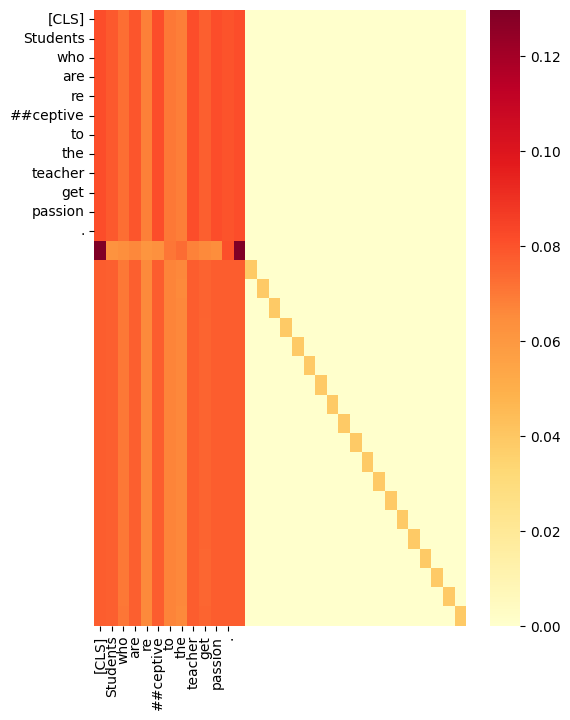 [CLS]
Students
who
are
re
##ceptive
to
the
teacher
get
passion
.
0.12
0.10
0.08
0.06
0.04
0.02
0.00
[CLS]
Students
who
are
re
##ceptive
to
the
teacher
get
passion
.